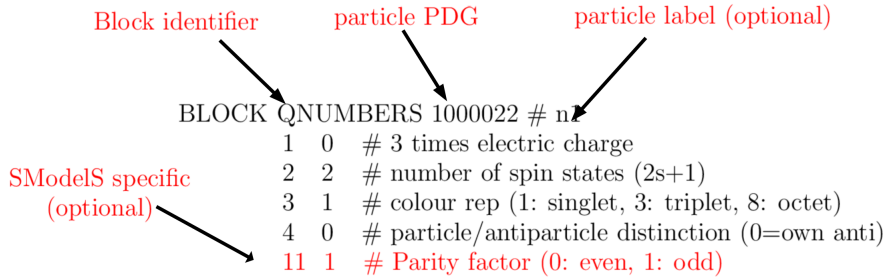 Block identifier
particle PDG
particle label (optional)
BLOCK QNUMBERS 1000022 # n1
1 0 # 3 times electric charge
2 2 # number of spin states (2s+1)
3 1 # colour rep (1: singlet, 3: triplet, 8: octet)
4 0 # particle/antiparticle distinction (0=own anti)
11 1 # Parity factor (0: even, 1: odd)
SModelS specific
(optional)